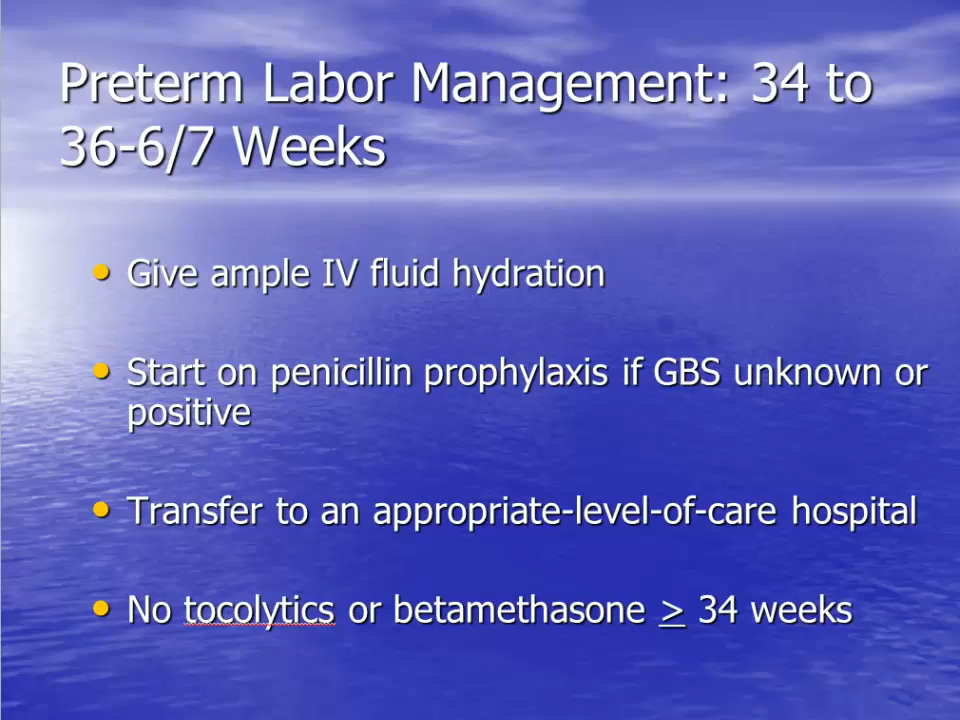 Preterm Labor Management: 34 to
36-6/7 Weeks
• Give ample IV fluid hydration
• Start on penicillin prophylaxis if GBS unknown or
positive
• Transfer to an appropriate-level-of-care hospital
• No tocolytics or betamethasone > 34 weeks